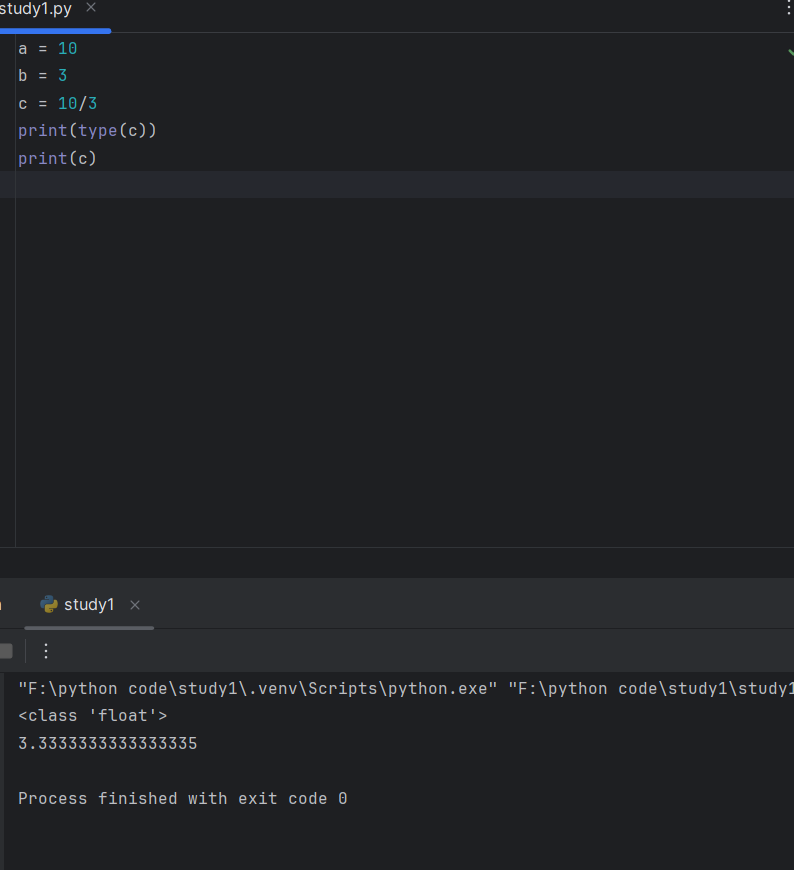 study1.py
a = 10
b = 3
c = 10/3
print(type(c))
print(c)
study1
"F:\python code\study1\.venv\Scripts\python.exe" "F:\python code\study1\study1
<class 'float'>
3.3333333333333335
Process finished with exit code 0